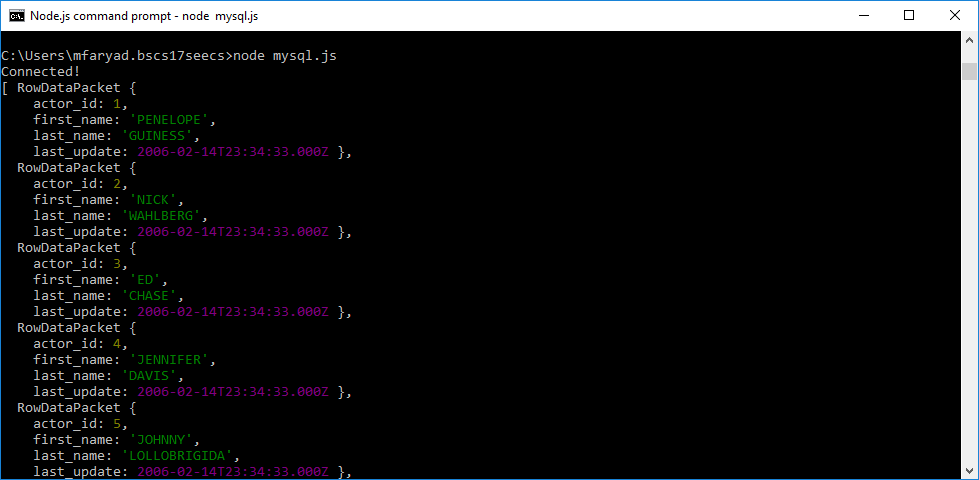 Node.js command prompt - node  mysql.js
C:\Users\mfaryad.bscs17seecs>node mysql.js
Connected!
[ RowDataPacket {
    actor_id: 1,
    first_name: 'PENELOPE',
    last_name: 'GUINESS',
    last_update: 2006-02-14T23:34:33.000Z },
  RowDataPacket {
    actor_id: 2,
    first_name: 'NICK',
    last_name: 'WAHLBERG',
    last_update: 2006-02-14T23:34:33.000Z },
  RowDataPacket {
    actor_id: 3,
    first_name: 'ED',
    last_name: 'CHASE',
    last_update: 2006-02-14T23:34:33.000Z },
  RowDataPacket {
    actor_id: 4,
    first_name: 'JENNIFER',
    last_name: 'DAVIS',
    last_update: 2006-02-14T23:34:33.000Z },
  RowDataPacket {
    actor_id: 5,
    first_name: 'JOHNNY',
    last_name: 'LOLLOBRIGIDA',
    last_update: 2006-02-14T23:34:33.000Z },